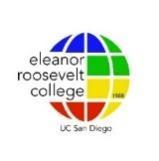 eleanor
roosevelt
college
1988
UC San Diego